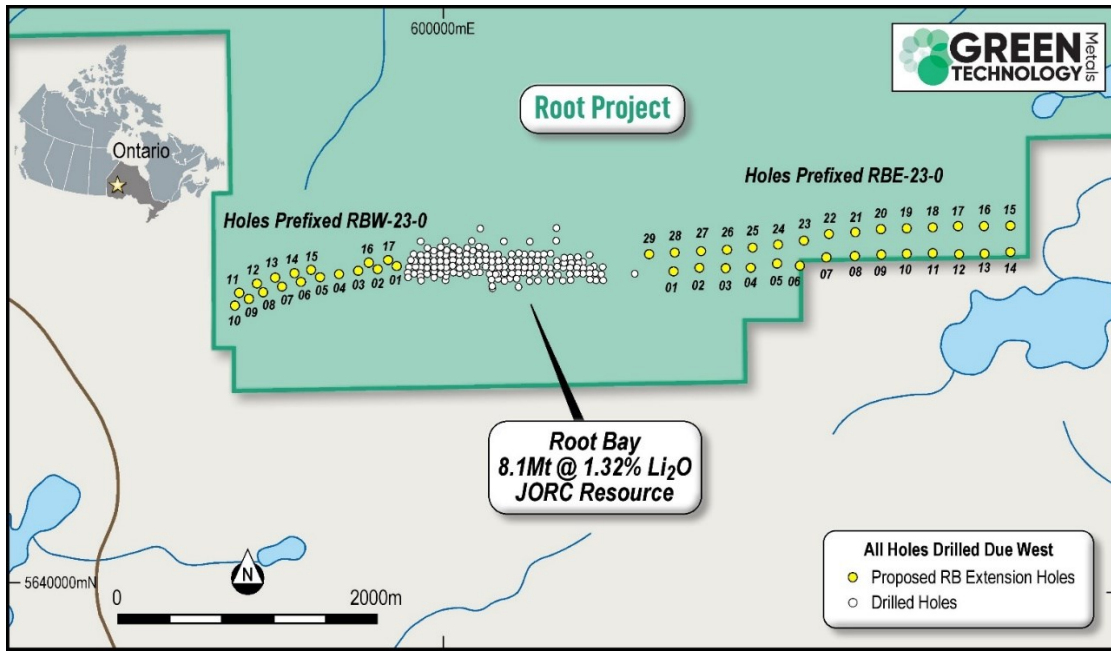 600000mE
GREEN
TECHNOLOGY
Metals
Root Project
Ontario
Holes Prefixed RBE-23-0
Holes Prefixed RBW-23-0
11 12 13 14 15 16 17
10 09 08 07 06 05 04 03 02 01
29 28 27 26 25 24 23 22 21 20 19 18 17 16 15
01 02 03 04 05 06 07 08 09 10 11 12 13 14
Root Bay
8.1Mt @ 1.32% Li₂O
JORC Resource
5640000mN
N
0 2000m
All Holes Drilled Due West
Proposed RB Extension Holes
Drilled Holes